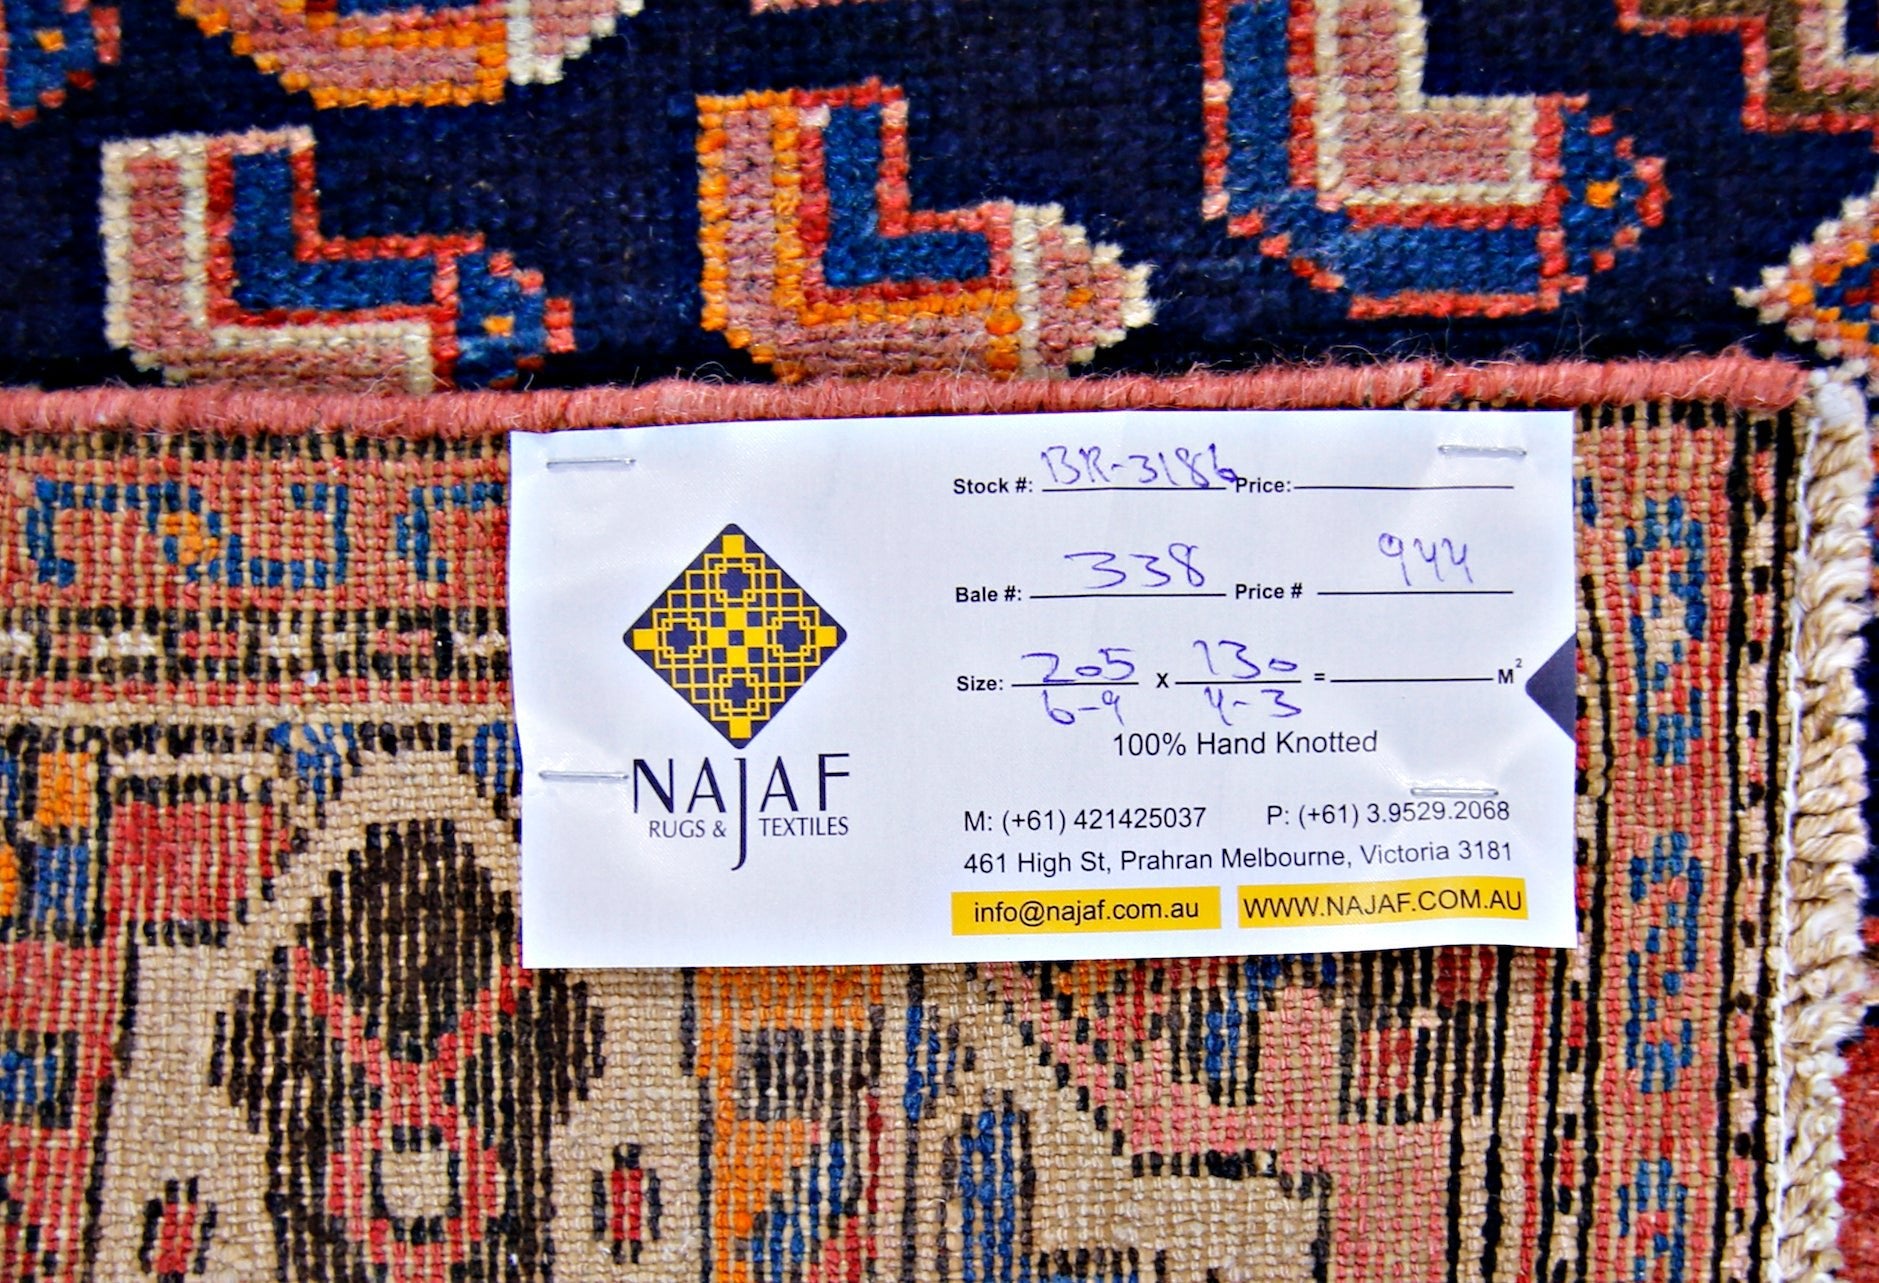 Stock #: BR-3186 Price:
Bale #: 338 Price # 944
Size: 205 x 130 = M²
6-9 4-3
100% Hand Knotted
NAJAF
RUGS & TEXTILES
M: (+61) 421425037 P: (+61) 3.9529.2068
461 High St, Prahran Melbourne, Victoria 3181
info@najaf.com.au WWW.NAJAF.COM.AU